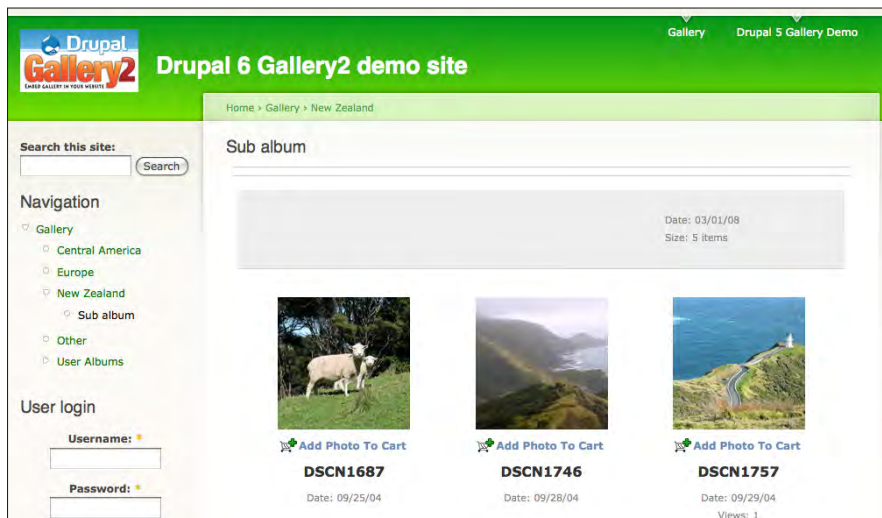 Drupal
Gallery2
EMBED GALLERY IN YOUR WEBSITE
Drupal 6 Gallery2 demo site
Gallery
Drupal 5 Gallery Demo
Home › Gallery › New Zealand
Search this site:
Search
Navigation
Gallery
Central America
Europe
New Zealand
Sub album
Other
User Albums
User login
Username: *
Password: *
Sub album
Date: 03/01/08
Size: 5 items
Add Photo To Cart
DSCN1687
Date: 09/25/04
Add Photo To Cart
DSCN1746
Date: 09/28/04
Add Photo To Cart
DSCN1757
Date: 09/29/04
Views: 1